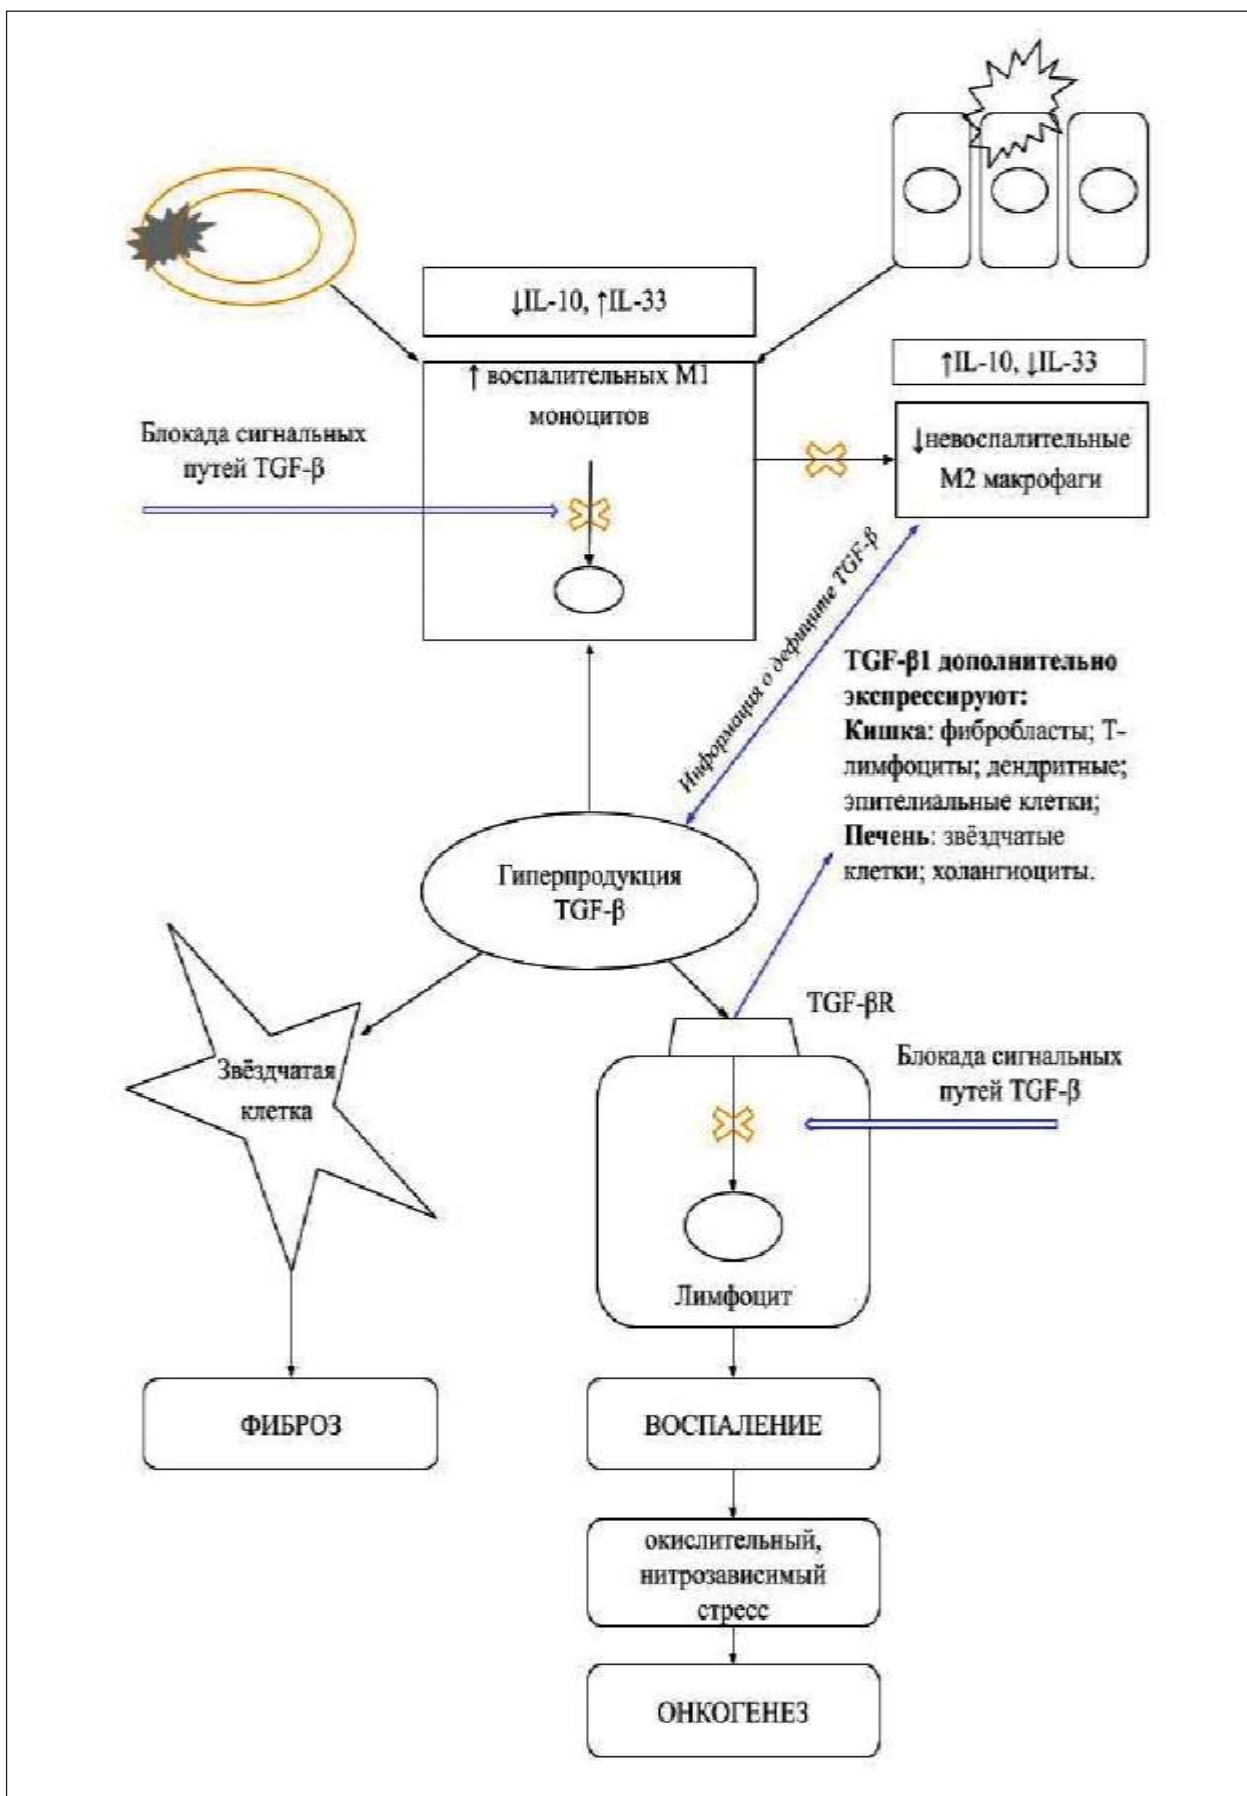 ↓IL-10, ↑IL-33
↑ воспалительных М1
моноцитов
↑IL-10, ↓IL-33
↓невоспалительные
М2 макрофаги
Блокада сигнальных
путей TGF-β
Информация о дефиците TGF-β
TGF-β1 дополнительно
экспрессируют:
Кишка: фибробласты; Т-
лимфоциты; дендритные;
эпителиальные клетки;
Печень: звёздчатые
клетки; холангиоциты.
Гиперпродукция
TGF-β
TGF-βR
Звёздчатая
клетка
Блокада сигнальных
путей TGF-β
Лимфоцит
ФИБРОЗ
ВОСПАЛЕНИЕ
окислительный,
нитрозависимый
стресс
ОНКОГЕНЕЗ